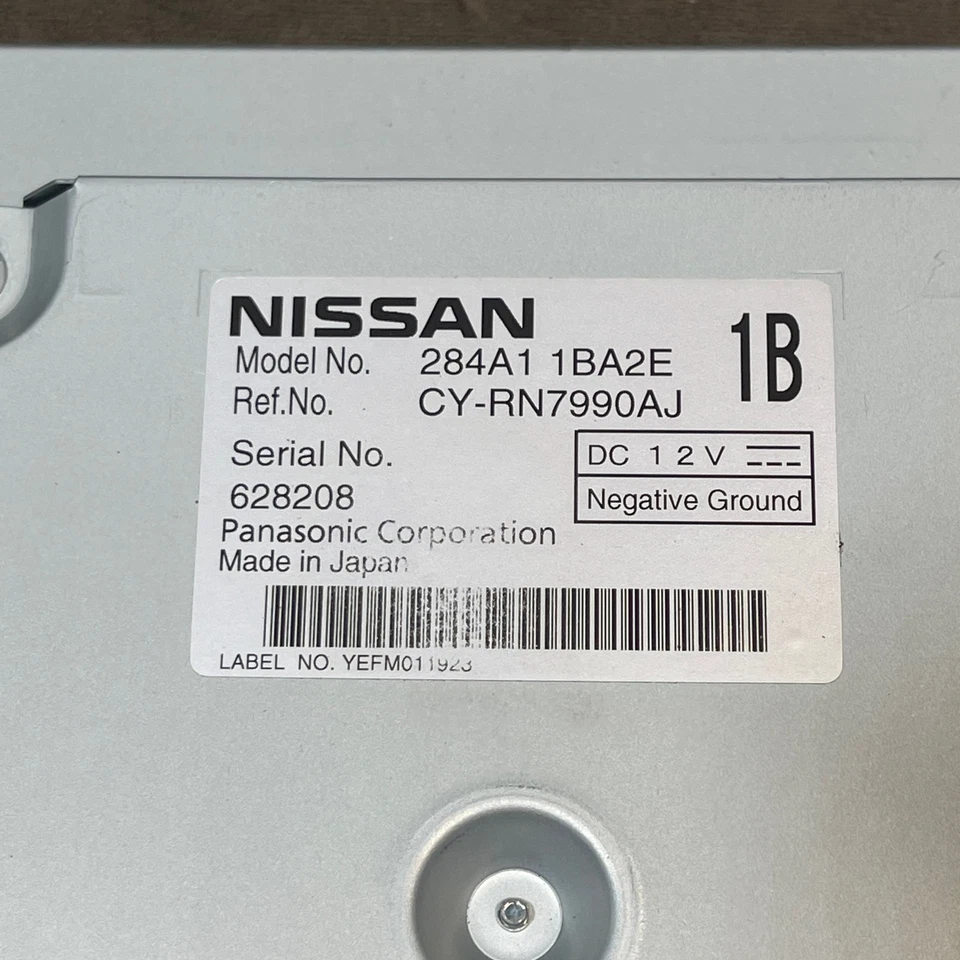 NISSAN
Model No. 284A1 1BA2E 1B
Ref.No. CY-RN7990AJ
Serial No.
628208
DC 12V
Negative Ground
Panasonic Corporation
Made in Japan
LABEL NO. YEFM011923